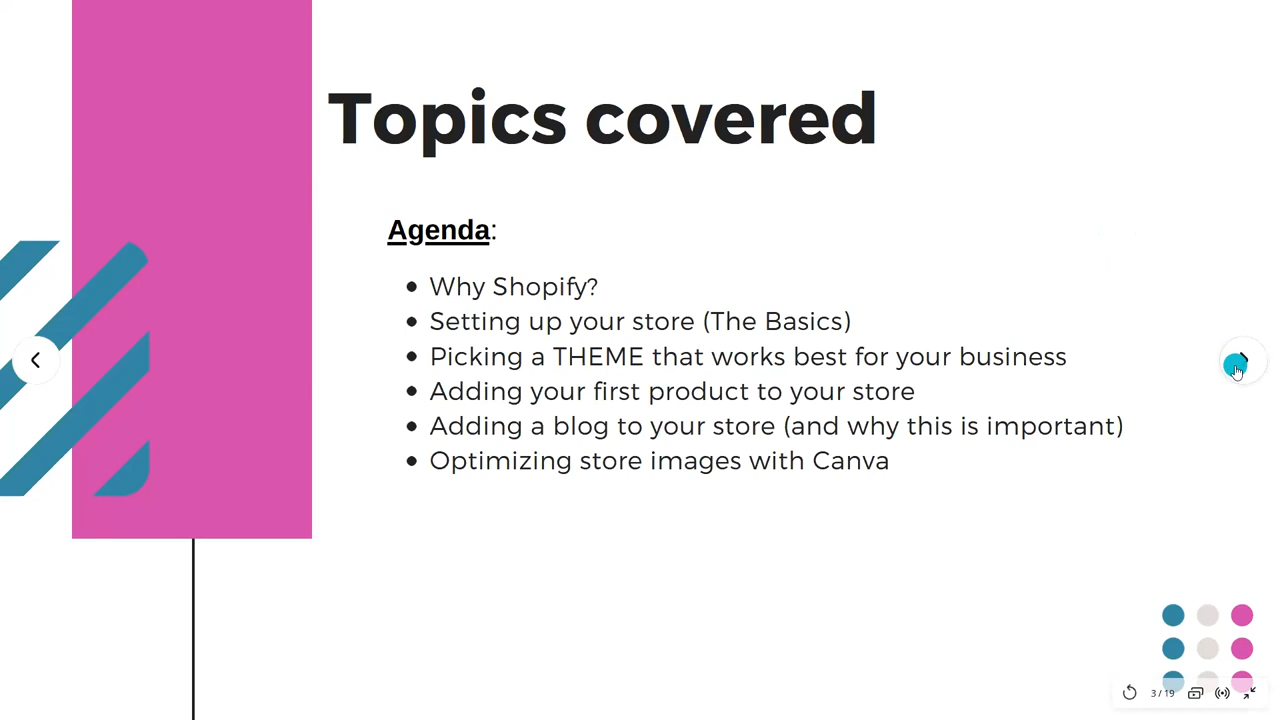 Topics covered
Agenda:
Why Shopify?
Setting up your store (The Basics)
Picking a THEME that works best for your business
Adding your first product to your store
Adding a blog to your store (and why this is important)
Optimizing store images with Canva
3 / 19